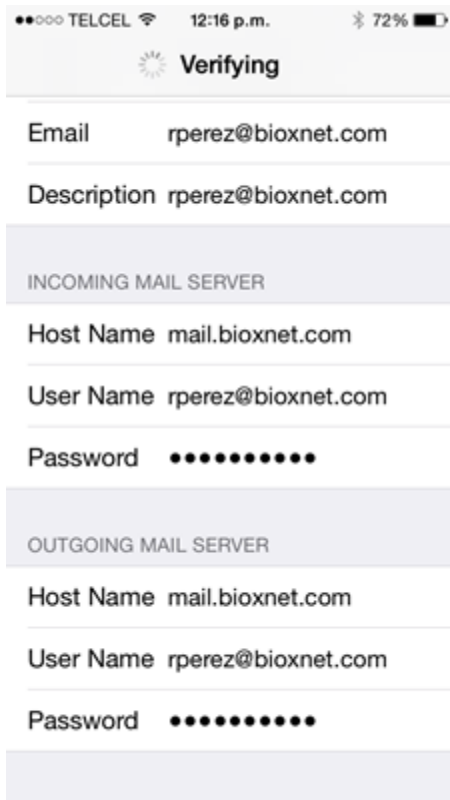 TELCEL 12:16 p.m. 72%
Verifying
Email rperez@bioxnet.com
Description rperez@bioxnet.com
INCOMING MAIL SERVER
Host Name mail.bioxnet.com
User Name rperez@bioxnet.com
Password ●●●●●●●●●●
OUTGOING MAIL SERVER
Host Name mail.bioxnet.com
User Name rperez@bioxnet.com
Password ●●●●●●●●●●